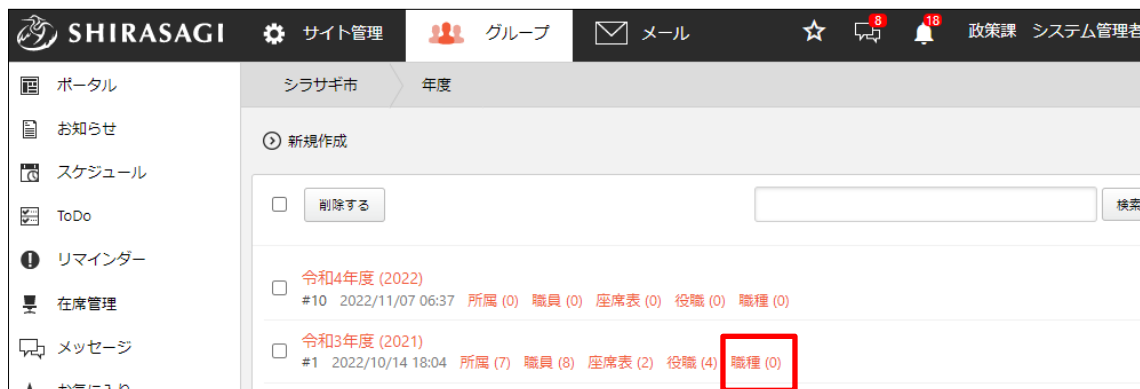 SHIRASAGI サイト管理 グループ メール 8 18 政策課 システム管理者
ポータル
お知らせ
スケジュール
ToDo
リマインダー
在席管理
メッセージ
お気に入り
シラサギ市 年度
新規作成
削除する 検索
令和4年度 (2022)
#10 2022/11/07 06:37 所属 (0) 職員 (0) 座席表 (0) 役職 (0) 職種 (0)
令和3年度 (2021)
#1 2022/10/14 18:04 所属 (7) 職員 (8) 座席表 (2) 役職 (4) 職種 (0)